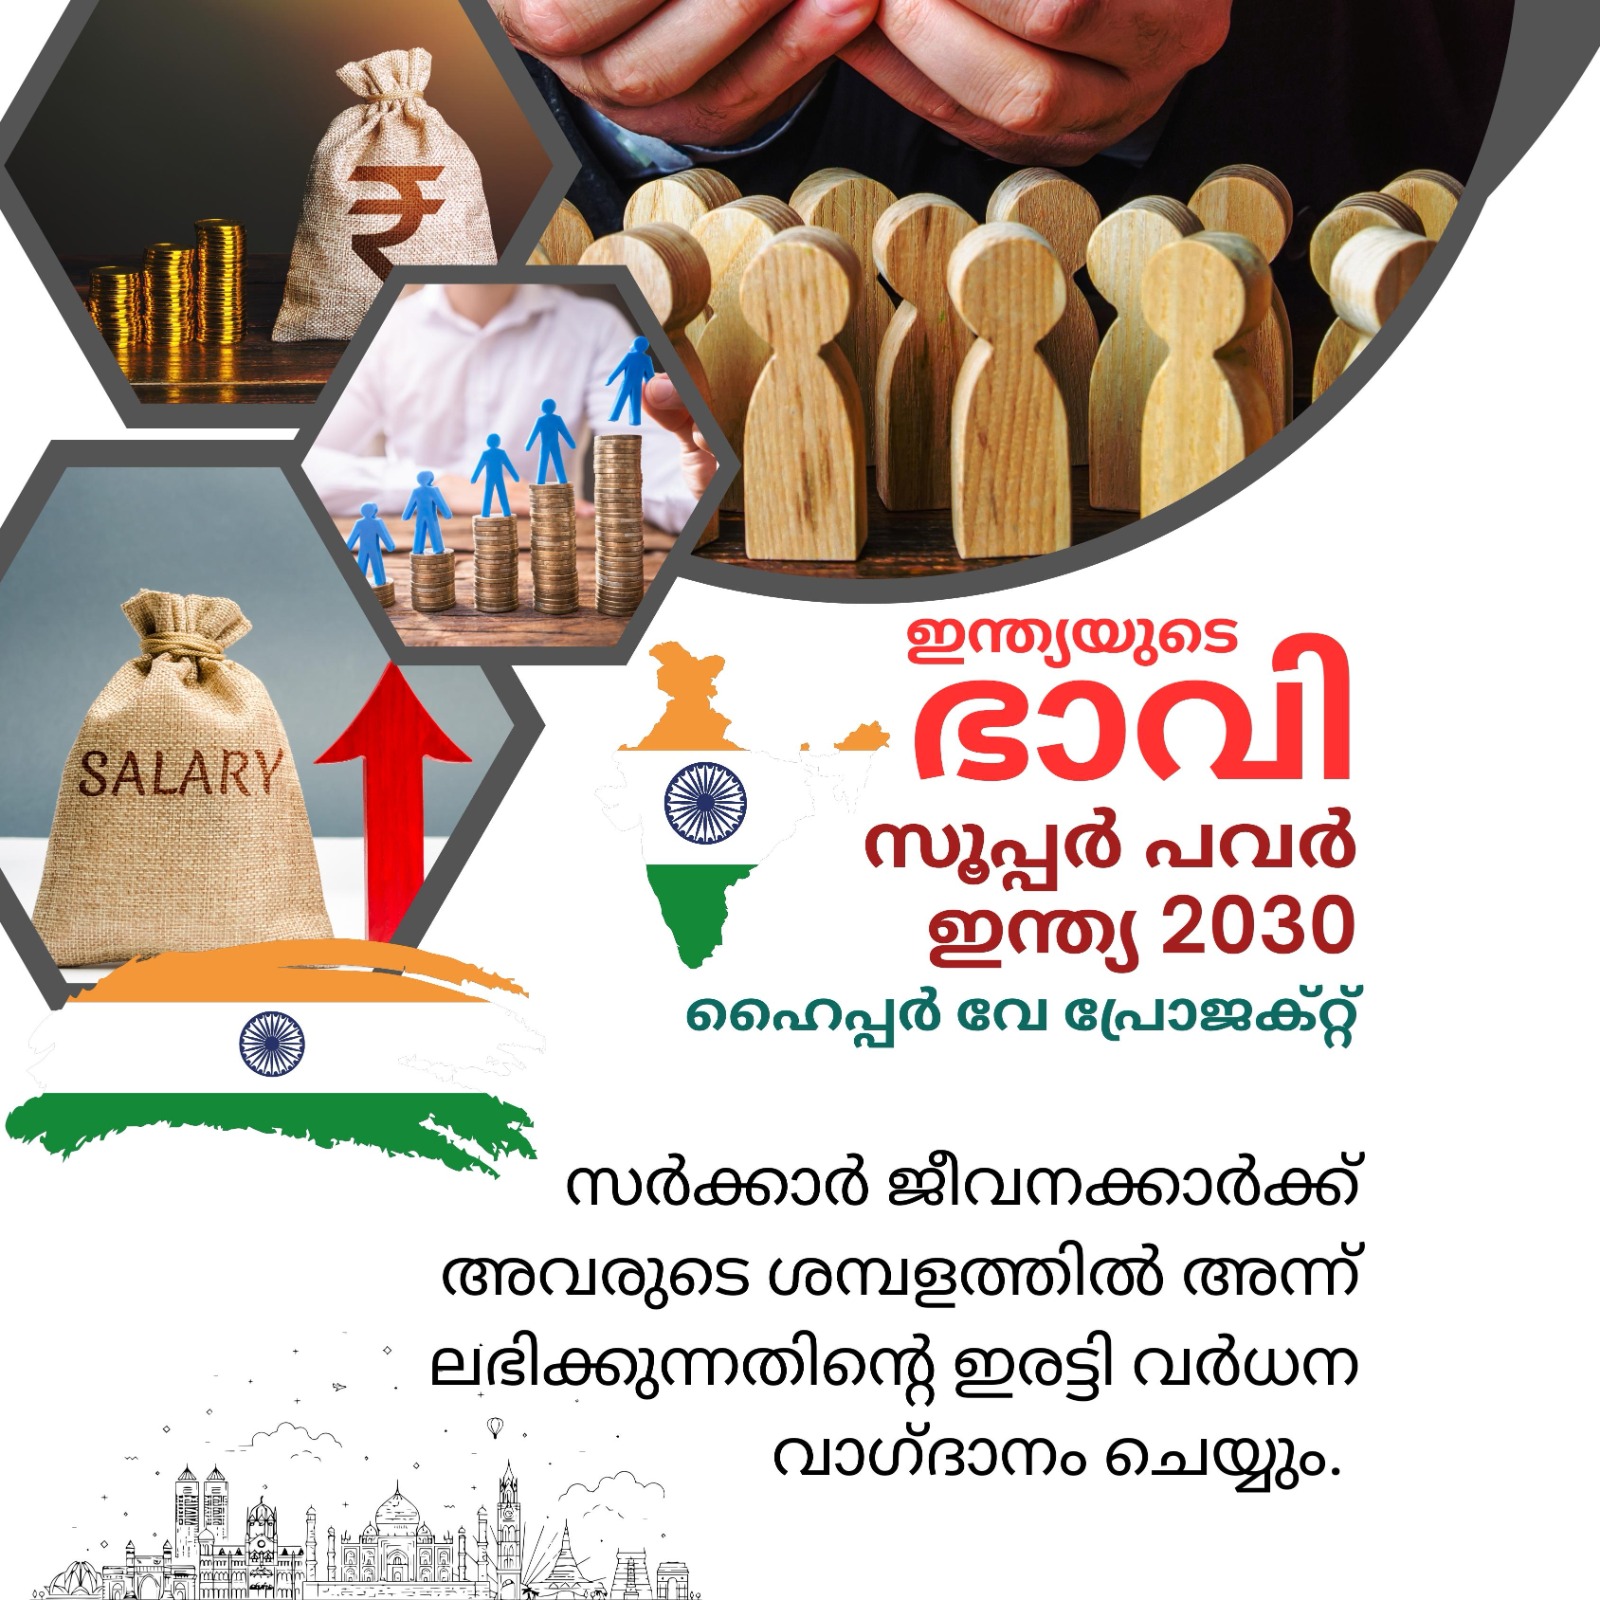 ₹
SALARY
ഇന്ത്യയുടെ
ഭാവി
സൂപ്പർ പവർ
ഇന്ത്യ 2030
ഹൈപ്പർ വേ പ്രോജക്റ്റ്
സർക്കാർ ജീവനക്കാർക്ക്
അവരുടെ ശമ്പളത്തിൽ അന്ന്
ലഭിക്കുന്നതിന്റെ ഇരട്ടി വർധന
വാഗ്ദാനം ചെയ്യും.